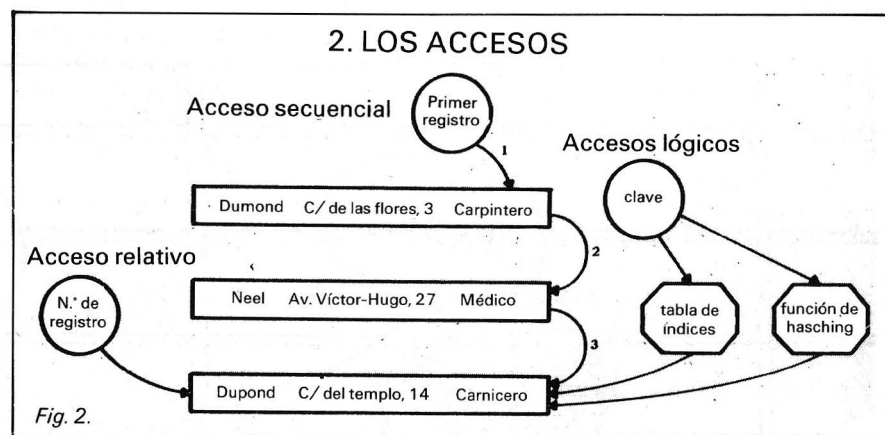 2. LOS ACCESOS
Acceso secuencial
Primer
registro
1
Accesos lógicos
clave
Dumond C/ de las flores, 3 Carpintero
2
Acceso relativo
N.° de
registro
Neel Av. Víctor-Hugo, 27 Médico
tabla de
índices
función de
hasching
3
Dupond C/ del templo, 14 Carnicero
Fig. 2.